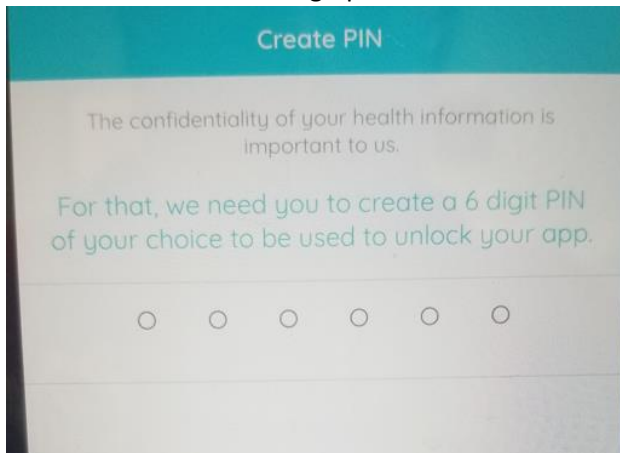 Create PIN
The confidentiality of your health information is
important to us.
For that, we need you to create a 6 digit PIN
of your choice to be used to unlock your app.